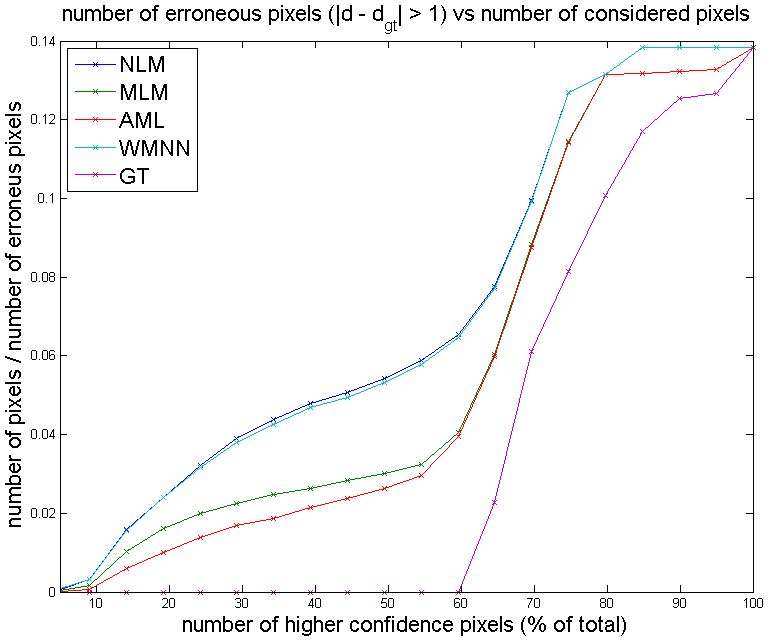 number of erroneous pixels (|d - d_gt| > 1) vs number of considered pixels
number of pixels / number of erroneus pixels
0.14
0.12
0.1
0.08
0.06
0.04
0.02
0
NLM
MLM
AML
WMNN
GT
10 20 30 40 50 60 70 80 90 100
number of higher confidence pixels (% of total)